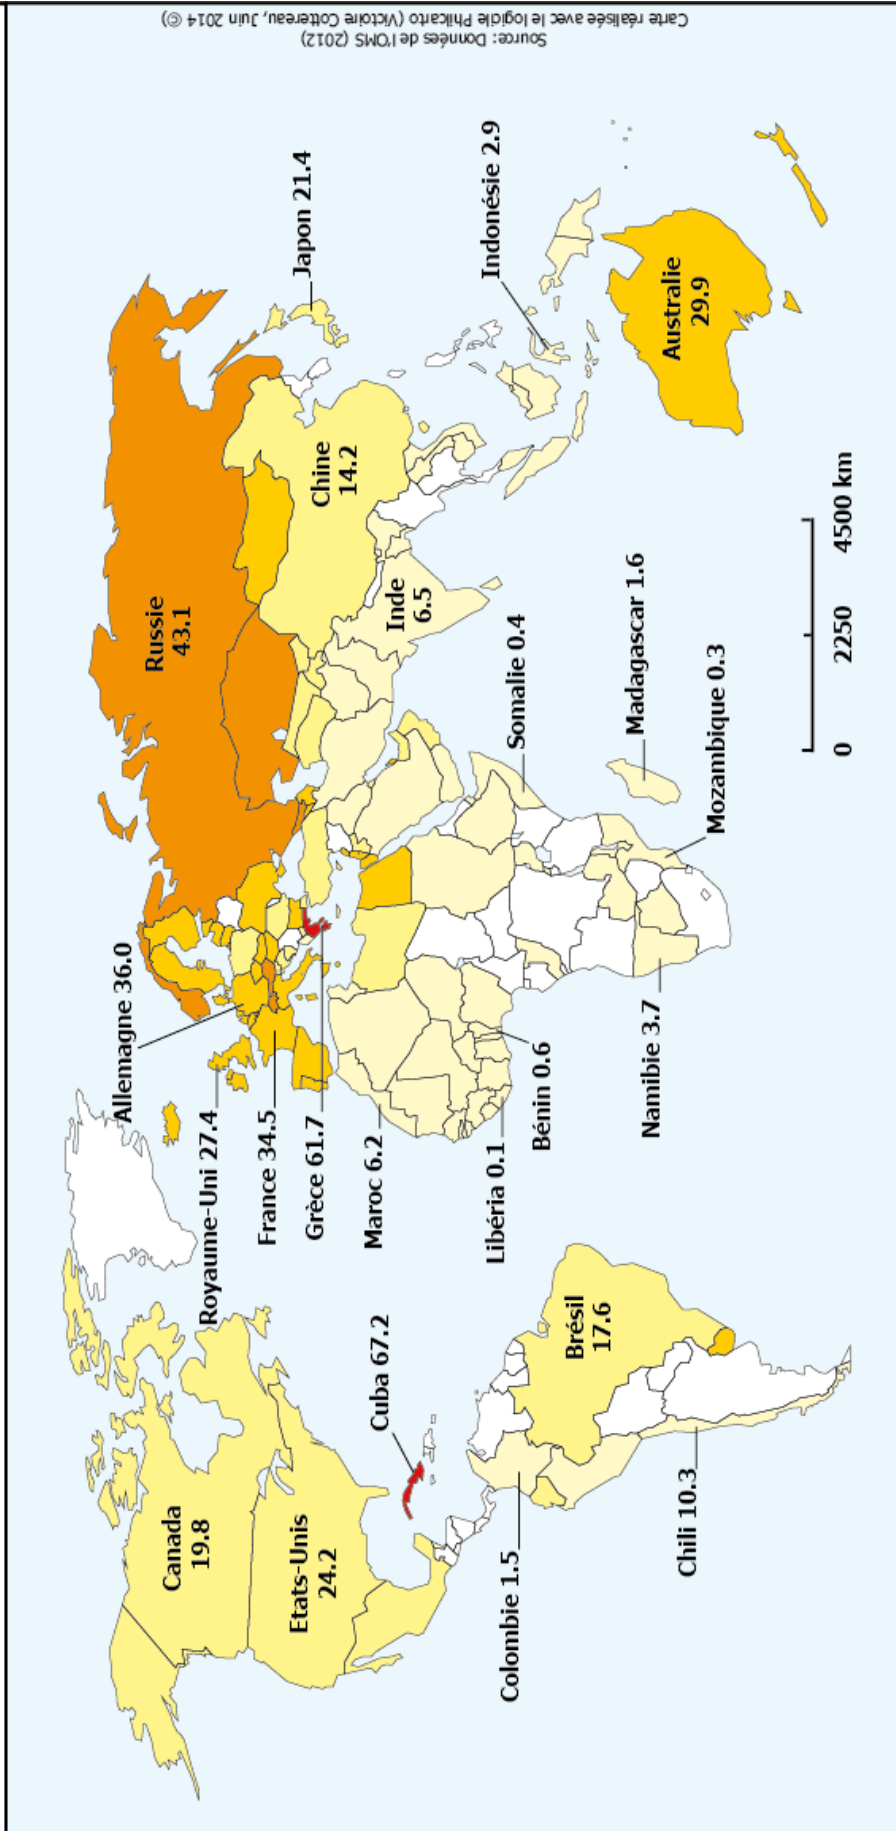 Canada
19.8
Etats-Unis
24.2
Cuba 67.2
Colombie 1.5
Brésil
17.6
Chili 10.3
Allemagne 36.0
Royaume-Uni 27.4
France 34.5
Grèce 61.7
Maroc 6.2
Libéria 0.1
Bénin 0.6
Namibie 3.7
Russie
43.1
Chine
14.2
Inde
6.5
Japon 21.4
Indonésie 2.9
Australie
29.9
Somalie 0.4
Madagascar 1.6
Mozambique 0.3
0 2250 4500 km
Source: Données de l'OMS (2012)
Carte réalisée avec le logidie Philcarto (Victoire Cottereau, Juin 2014 ©)